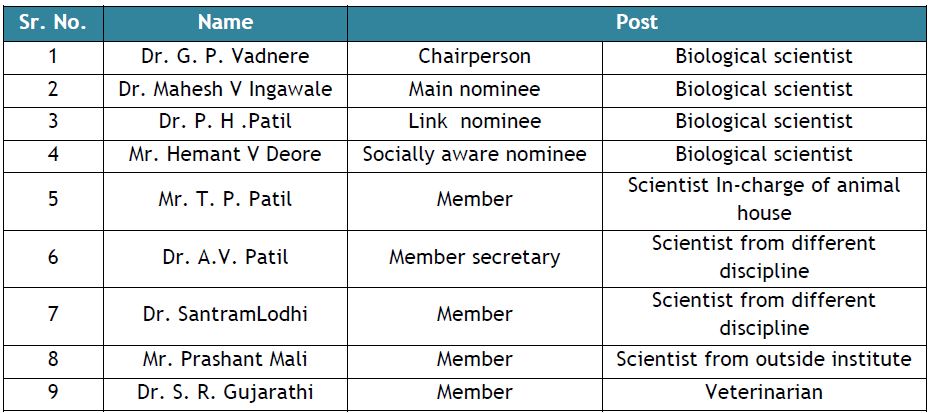 Sr. No. Name Post
1 Dr. G. P. Vadnere Chairperson Biological scientist
2 Dr. Mahesh V Ingawale Main nominee Biological scientist
3 Dr. P. H .Patil Link nominee Biological scientist
4 Mr. Hemant V Deore Socially aware nominee Biological scientist
5 Mr. T. P. Patil Member Scientist In-charge of animal
house
6 Dr. A.V. Patil Member secretary Scientist from different
discipline
7 Dr. SantramLodhi Member Scientist from different
discipline
8 Mr. Prashant Mali Member Scientist from outside institute
9 Dr. S. R. Gujarathi Member Veterinarian